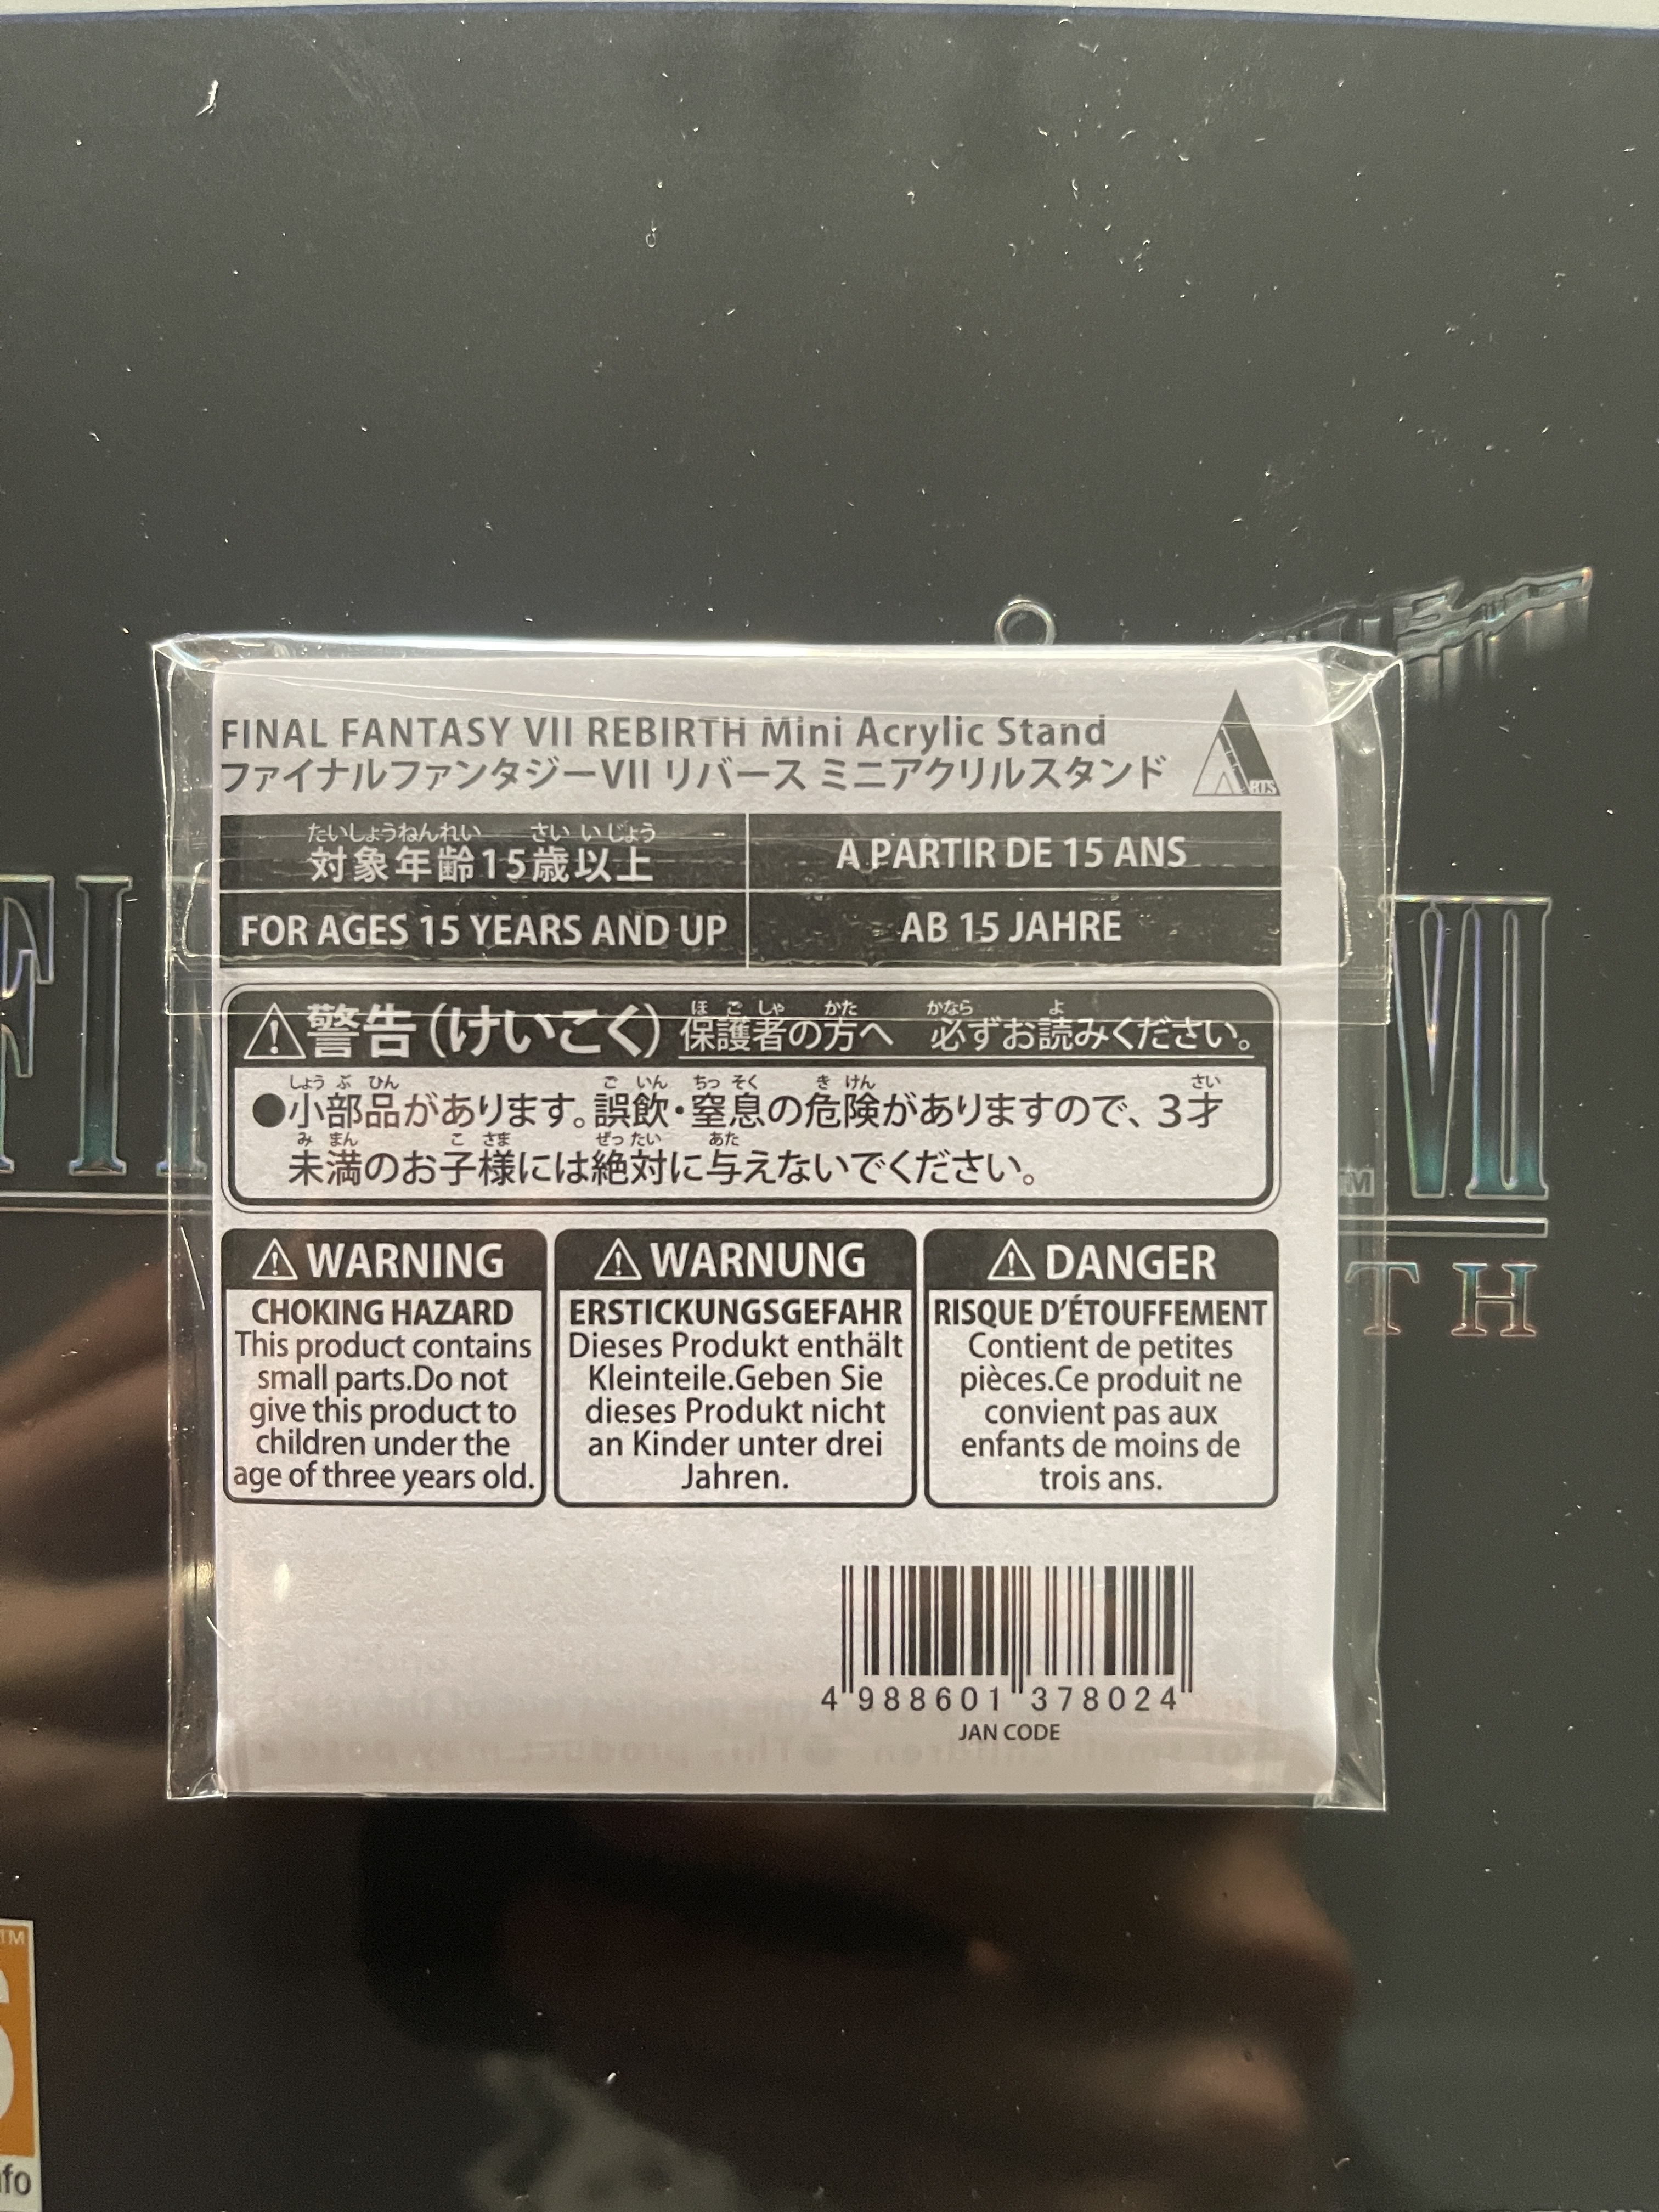 FINAL FANTASY VII REBIRTH Mini Acrylic Stand
ファイナルファンタジーVII リバース ミニアクリルスタンド
RTS
たいしょうねんれい さい いじょう
対象年齢15歳以上
A PARTIR DE 15 ANS
FOR AGES 15 YEARS AND UP
AB 15 JAHRE
ほ ご しゃ かた かなら よ
警告(けいこく) 保護者の方へ 必ずお読みください。
しょう ぶ ひん ご いん ちっ そく き けん さい
●小部品があります。誤飲・窒息の危険がありますので、3才
み まん こ さま ぜったい あた
未満のお子様には絶対に与えないでください。
WARNING
CHOKING HAZARD
This product contains
small parts.Do not
give this product to
children under the
age of three years old.
WARNUNG
ERSTICKUNGSGEFAHR
Dieses Produkt enthält
Kleinteile.Geben Sie
dieses Produkt nicht
an Kinder unter drei
Jahren.
DANGER
RISQUE D'ÉTOUFFEMENT
Contient de petites
pièces.Ce produit ne
convient pas aux
enfants de moins de
trois ans.
4 988601 378024
JAN CODE
FI
VII
TM
TH
TM